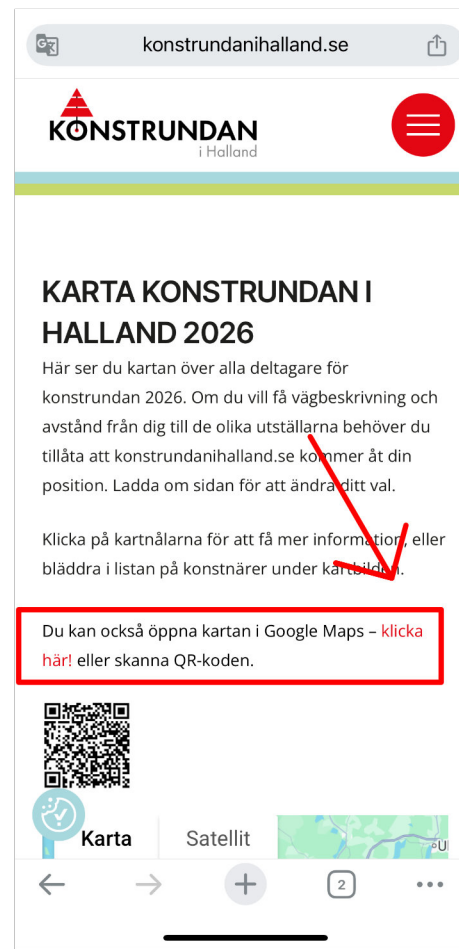 konstrundanihalland.se
KONSTRUNDAN
i Halland
KARTA KONSTRUNDAN I
HALLAND 2026
Här ser du kartan över alla deltagare för
konstrundan 2026. Om du vill få vägbeskrivning och
avstånd från dig till de olika utställarna behöver du
tillåta att konstrundanihalland.se kommer åt din
position. Ladda om sidan för att ändra ditt val.
Klicka på kartnålarna för att få mer information, eller
bläddra i listan på konstnärer under kartbilden.
Du kan också öppna kartan i Google Maps – klicka
här! eller skanna QR-koden.
Karta Satellit
2